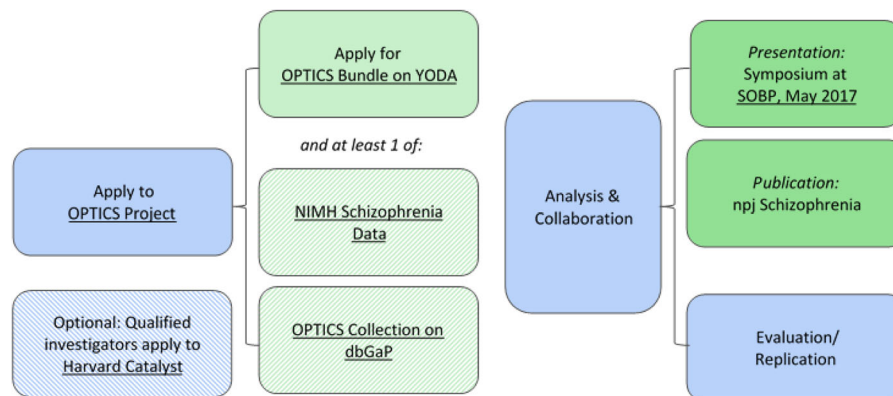 Apply to
OPTICS Project
Optional: Qualified
investigators apply to
Harvard Catalyst
Apply for
OPTICS Bundle on YODA
and at least 1 of:
NIMH Schizophrenia
Data
OPTICS Collection on
dbGaP
Analysis &
Collaboration
Presentation:
Symposium at
SOBP, May 2017
Publication:
npj Schizophrenia
Evaluation/
Replication